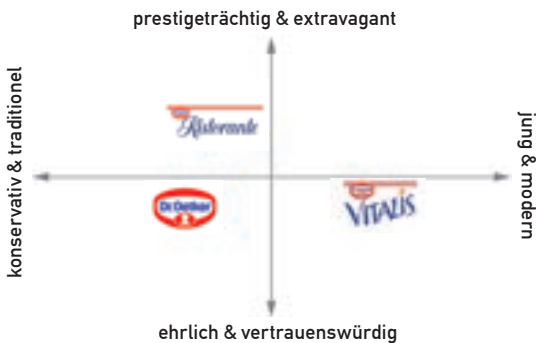 prestigeträchtig & extravagant
konservativ & traditionel
Ristorante
jung & modern
Dr. Oetker
VITALIS
ehrlich & vertrauenswürdig